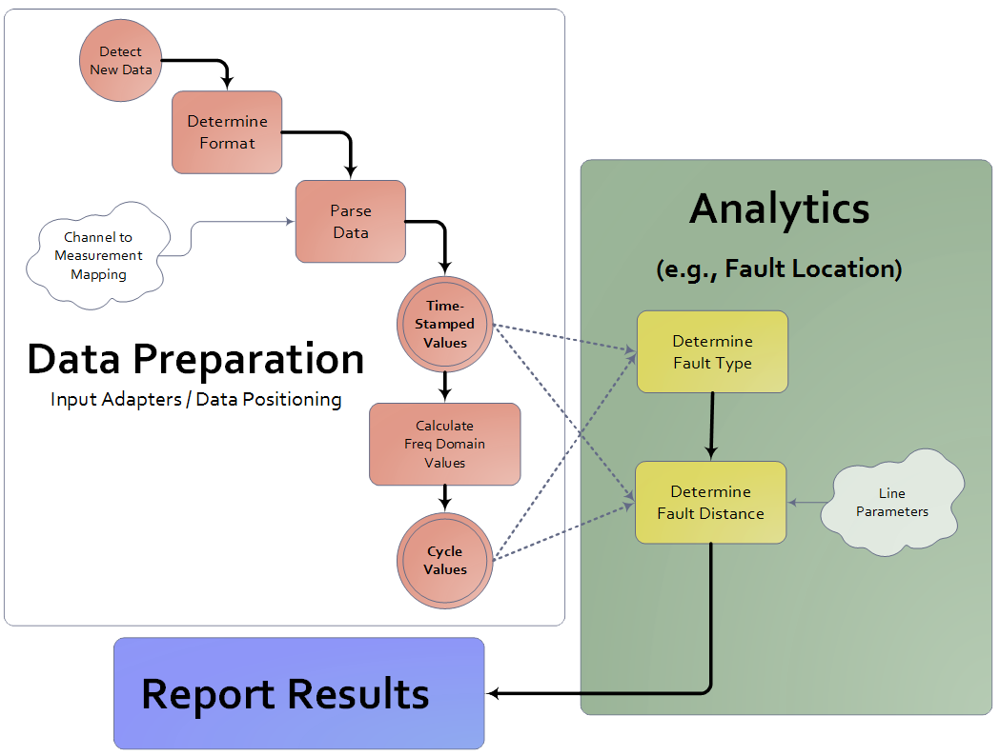 Detect
New Data
Determine
Format
Parse
Data
Channel to
Measurement
Mapping
Time-
Stamped
Values
Data Preparation
Input Adapters / Data Positioning
Calculate
Freq Domain
Values
Cycle
Values
Analytics
(e.g., Fault Location)
Determine
Fault Type
Determine
Fault Distance
Line
Parameters
Report Results